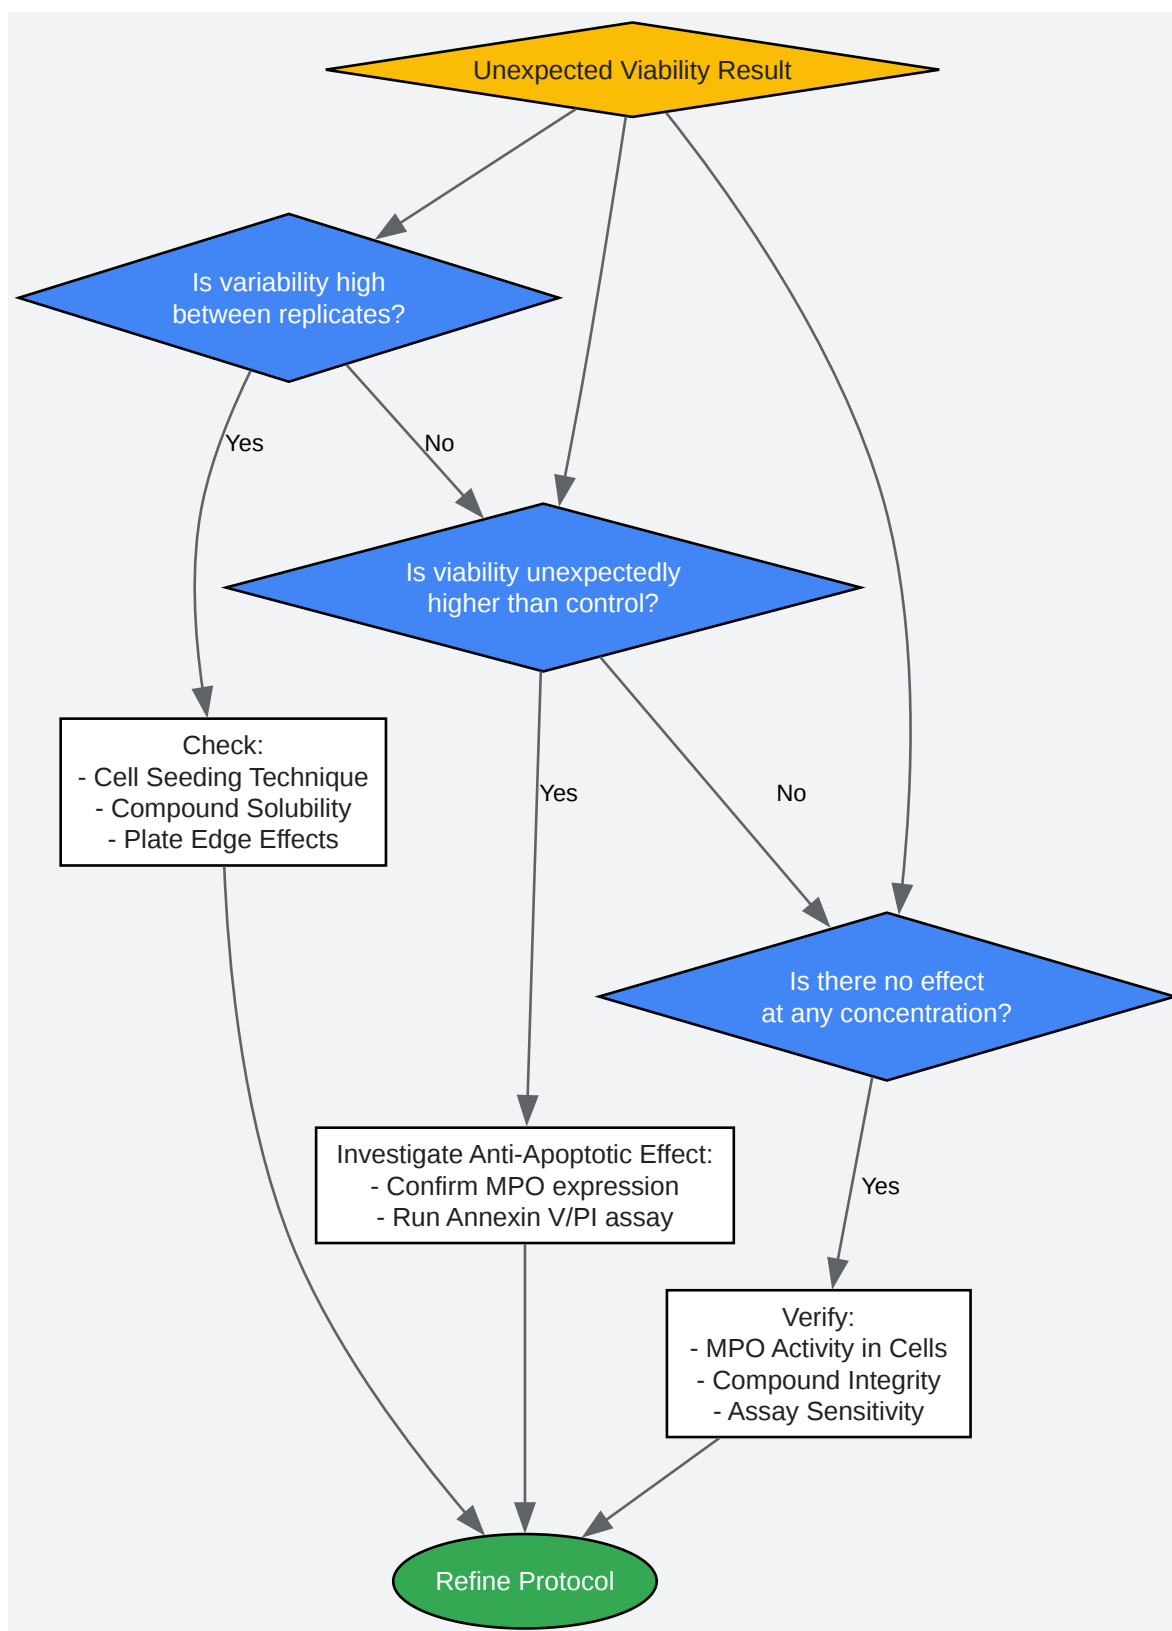 Unexpected Viability Result
Is variability high
between replicates?
Yes
No
Is viability unexpectedly
higher than control?
Check:
- Cell Seeding Technique
- Compound Solubility
- Plate Edge Effects
Yes
No
Is there no effect
at any concentration?
Investigate Anti-Apoptotic Effect:
- Confirm MPO expression
- Run Annexin V/PI assay
Yes
Verify:
- MPO Activity in Cells
- Compound Integrity
- Assay Sensitivity
Refine Protocol